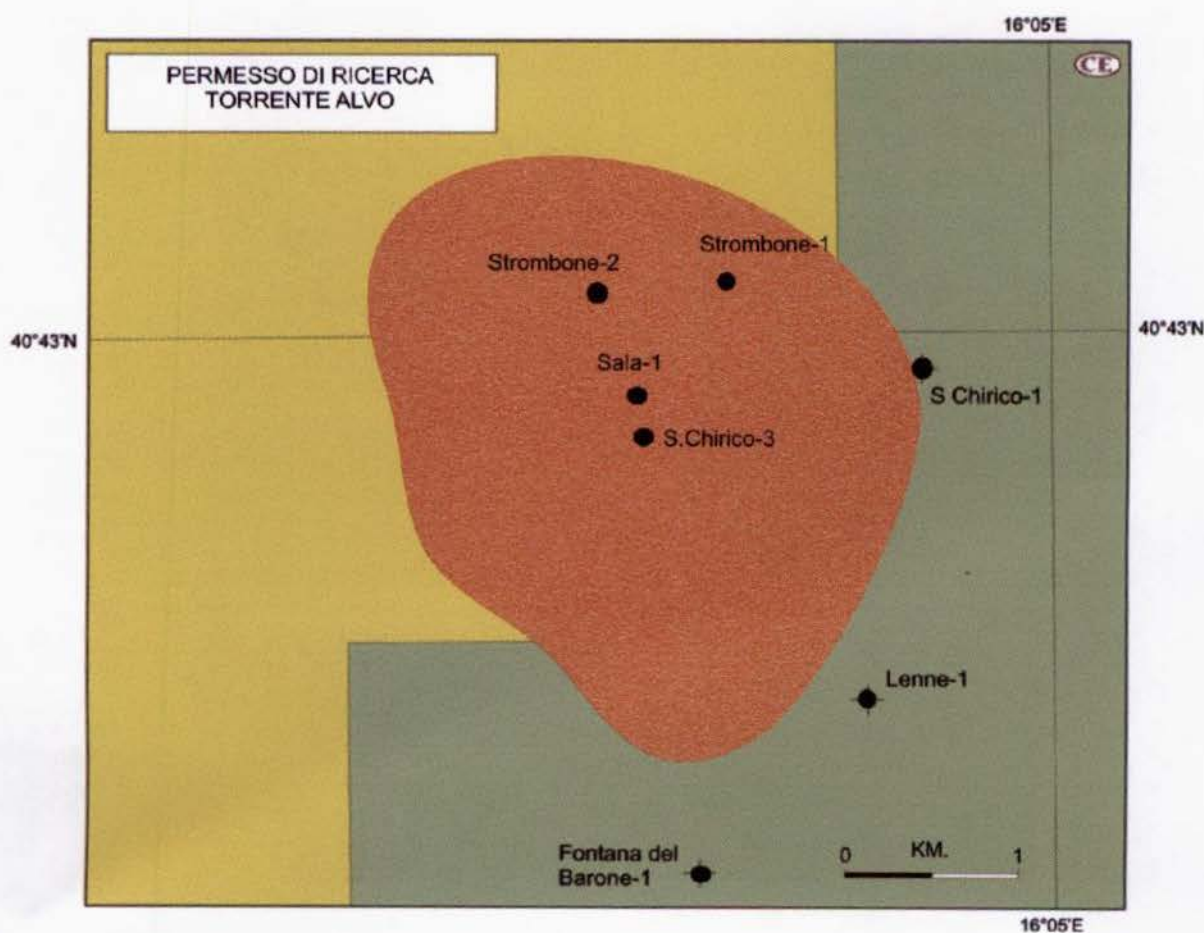 16°05'E
PERMESSO DI RICERCA
TORRENTE ALVO
CE
Strombone-1
Strombone-2
40°43'N
40°43'N
Sala-1
S Chirico-1
S.Chirico-3
Lenne-1
Fontana del
Barone-1
0 KM. 1
16°05'E